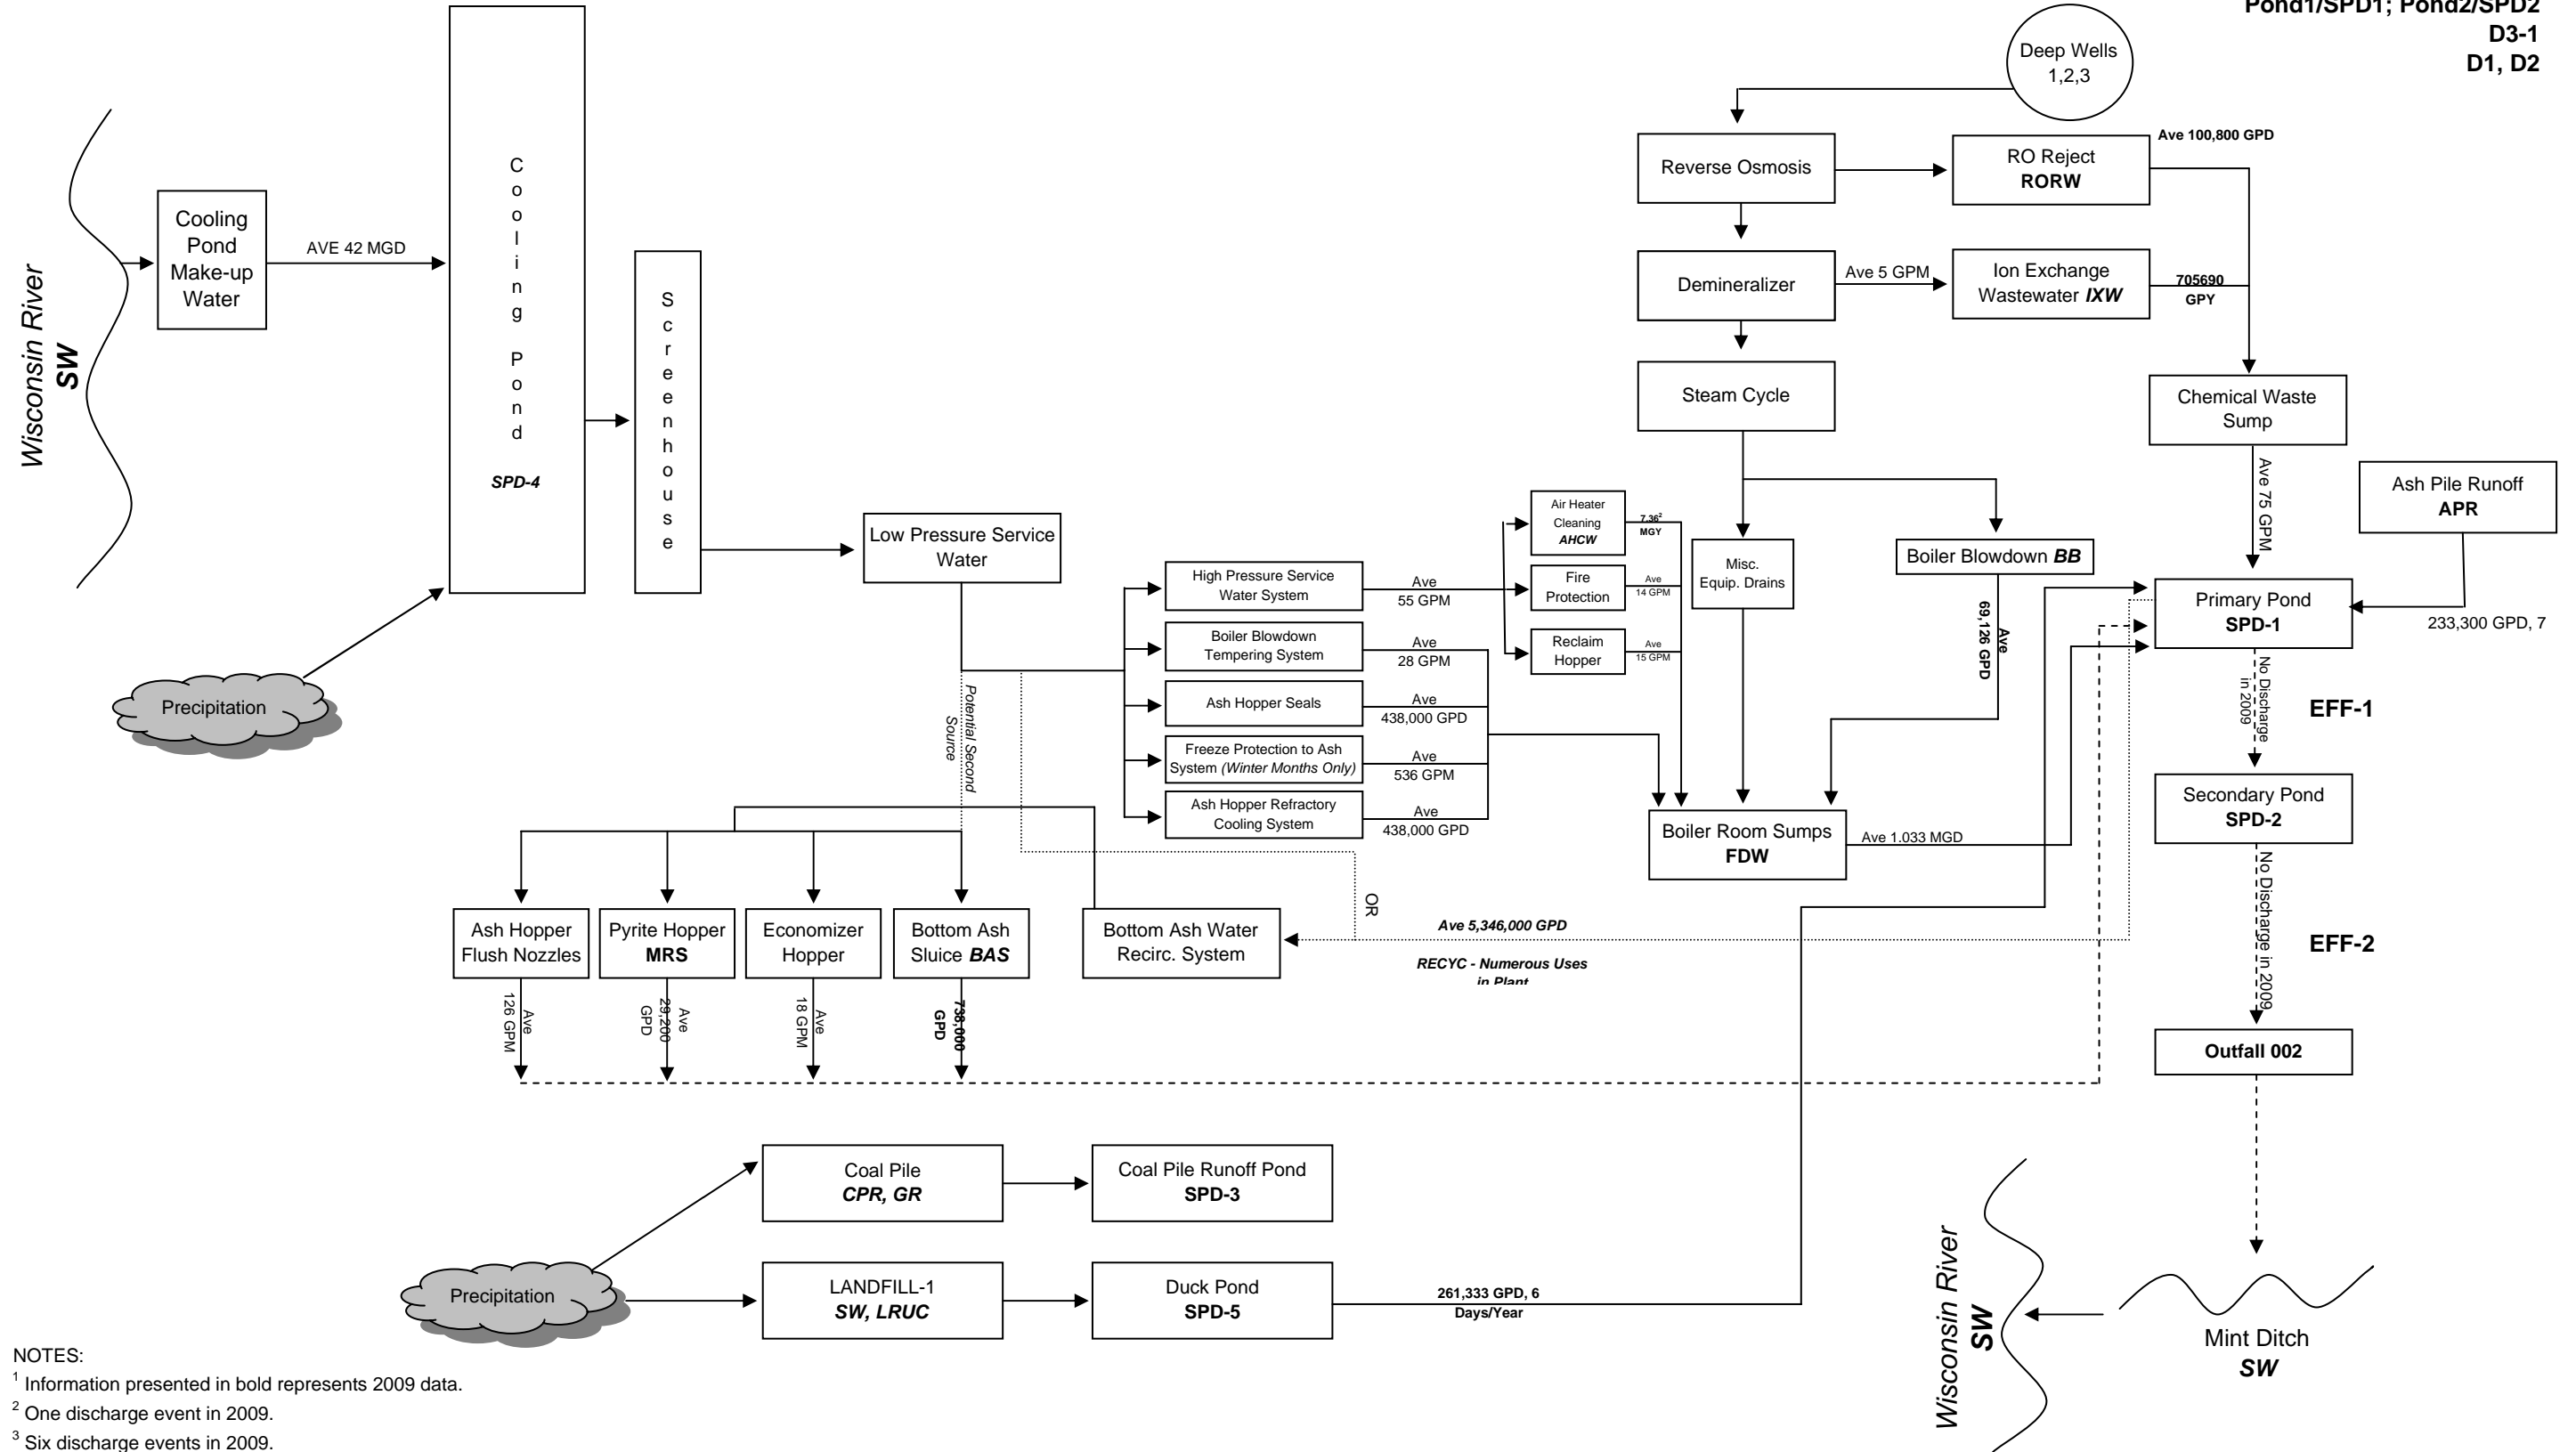 Pond1/SPD1; Pond2/SPD2
D3-1
D1, D2
Deep Wells
1,2,3
Reverse Osmosis
RO Reject
RORW
Ave 100,800 GPD
Demineralizer
Ave 5 GPM
Ion Exchange
Wastewater IXW
705690
GPY
Steam Cycle
Chemical Waste
Sump
Ave 75 GPM
Ash Pile Runoff
APR
233,300 GPD, 7
Wisconsin River
SW
Cooling
Pond
Make-up
Water
AVE 42 MGD
Cooling Pond
SPD-4
Screenhouse
Precipitation
Low Pressure Service
Water
Potential Second
Source
High Pressure Service
Water System
Ave
55 GPM
Boiler Blowdown
Tempering System
Ave
28 GPM
Ash Hopper Seals
Ave
438,000 GPD
Freeze Protection to Ash
System (Winter Months Only)
Ave
536 GPM
Ash Hopper Refractory
Cooling System
Ave
438,000 GPD
Air Heater
Cleaning
AHCW
7.36²
MGY
Fire
Protection
Ave
14 GPM
Reclaim
Hopper
Ave
15 GPM
Misc.
Equip. Drains
Boiler Blowdown BB
Ave
69,126 GPD
Boiler Room Sumps
FDW
Ave 1.033 MGD
Primary Pond
SPD-1
No Discharge
in 2009
EFF-1
Secondary Pond
SPD-2
No Discharge in 2009
EFF-2
Outfall 002
Ash Hopper
Flush Nozzles
Ave
126 GPM
Pyrite Hopper
MRS
Ave
29,200
GPD
Economizer
Hopper
Ave
18 GPM
Bottom Ash
Sluice BAS
738,000
GPD
Bottom Ash Water
Recirc. System
OR
Ave 5,346,000 GPD
RECYC - Numerous Uses
in Plant
Coal Pile
CPR, GR
Coal Pile Runoff Pond
SPD-3
Precipitation
LANDFILL-1
SW, LRUC
Duck Pond
SPD-5
261,333 GPD, 6
Days/Year
Wisconsin River
SW
Mint Ditch
SW
NOTES:
¹ Information presented in bold represents 2009 data.
² One discharge event in 2009.
³ Six discharge events in 2009.